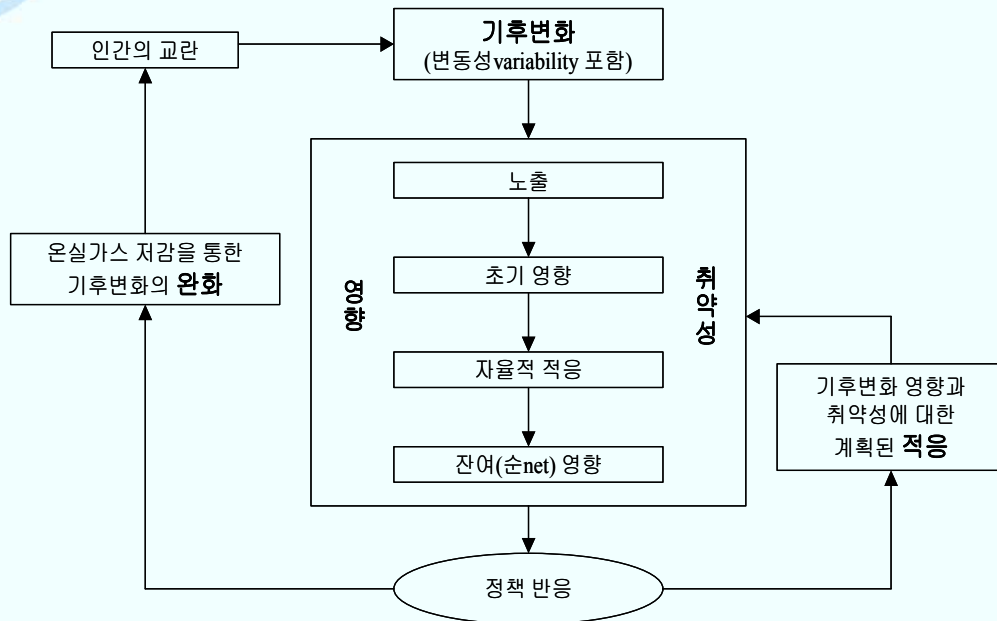 인간의 교란
기후변화
(변동성variability 포함)
노출
온실가스 저감을 통한
기후변화의 완화
초기 영향
영향
취약성
자율적 적응
기후변화 영향과
취약성에 대한
계획된 적응
잔여(순net) 영향
정책 반응